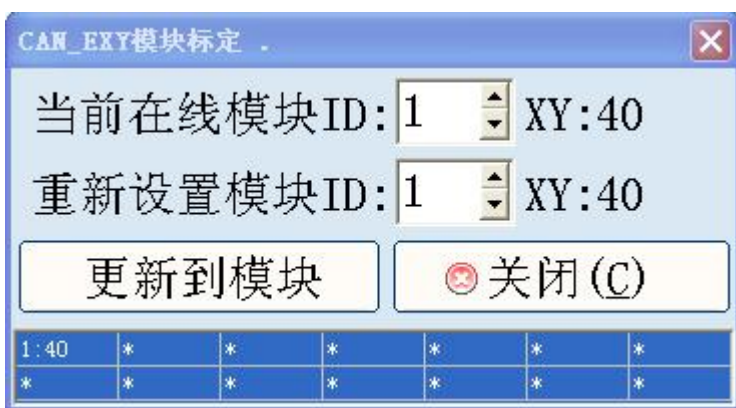 CAN_EXY模块标定 .
当前在线模块ID:1 XY:40
重新设置模块ID:1 XY:40
更新到模块 关闭(C)
1:40 * * * * * *
* * * * * * *